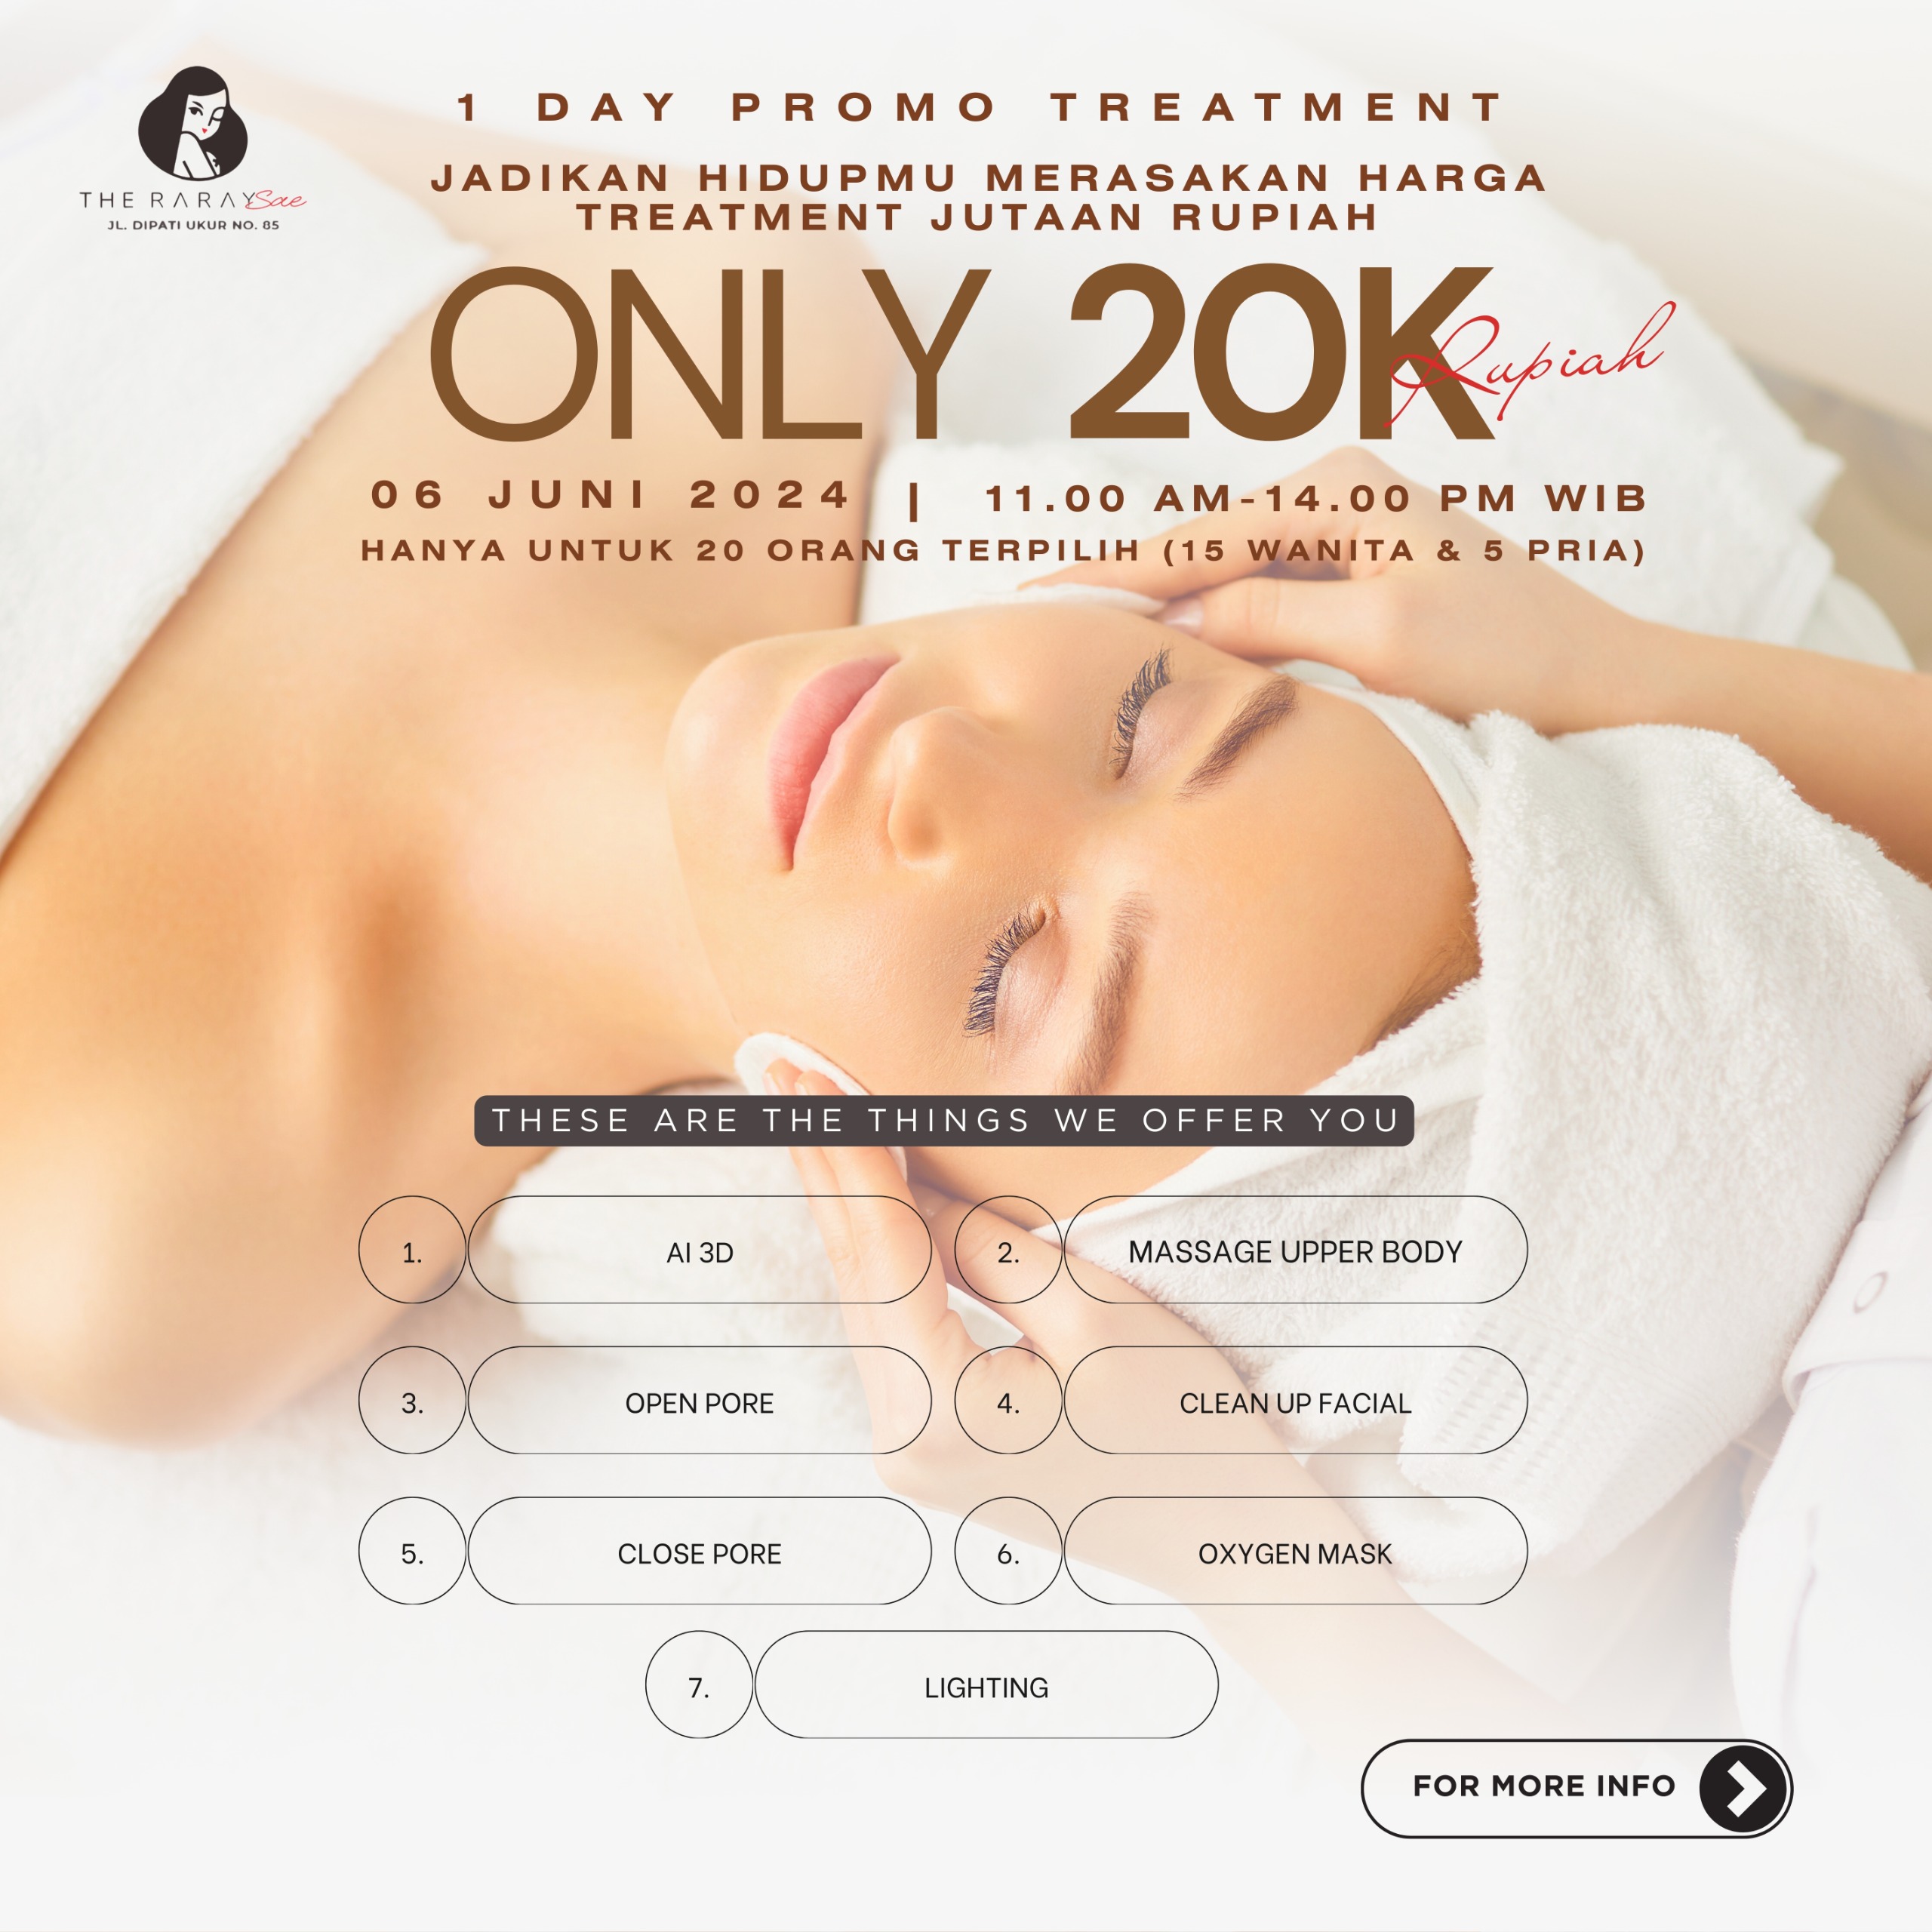 THE RARAY Sae
JL. DIPATI UKUR NO. 85
1 DAY PROMO TREATMENT
JADIKAN HIDUPMU MERASAKAN HARGA
TREATMENT JUTAAN RUPIAH
ONLY 20K Rupiah
06 JUNI 2024 | 11.00 AM-14.00 PM WIB
HANYA UNTUK 20 ORANG TERPILIH (15 WANITA & 5 PRIA)
THESE ARE THE THINGS WE OFFER YOU
1. AI 3D
2. MASSAGE UPPER BODY
3. OPEN PORE
4. CLEAN UP FACIAL
5. CLOSE PORE
6. OXYGEN MASK
7. LIGHTING
FOR MORE INFO